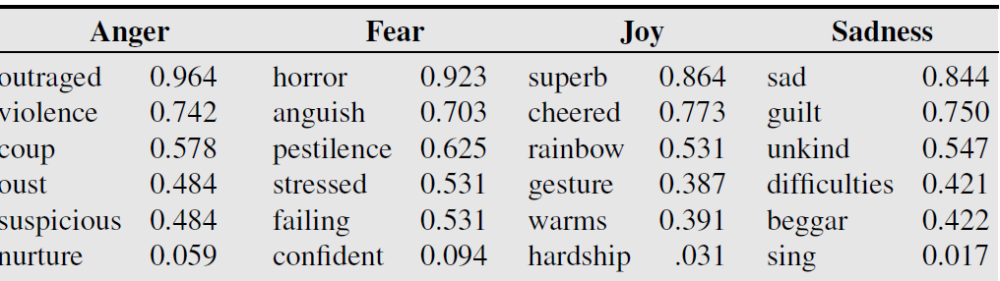 Anger Fear Joy Sadness
outraged 0.964 horror 0.923 superb 0.864 sad 0.844
violence 0.742 anguish 0.703 cheered 0.773 guilt 0.750
coup 0.578 pestilence 0.625 rainbow 0.531 unkind 0.547
oust 0.484 stressed 0.531 gesture 0.387 difficulties 0.421
suspicious 0.484 failing 0.531 warms 0.391 beggar 0.422
nurture 0.059 confident 0.094 hardship .031 sing 0.017